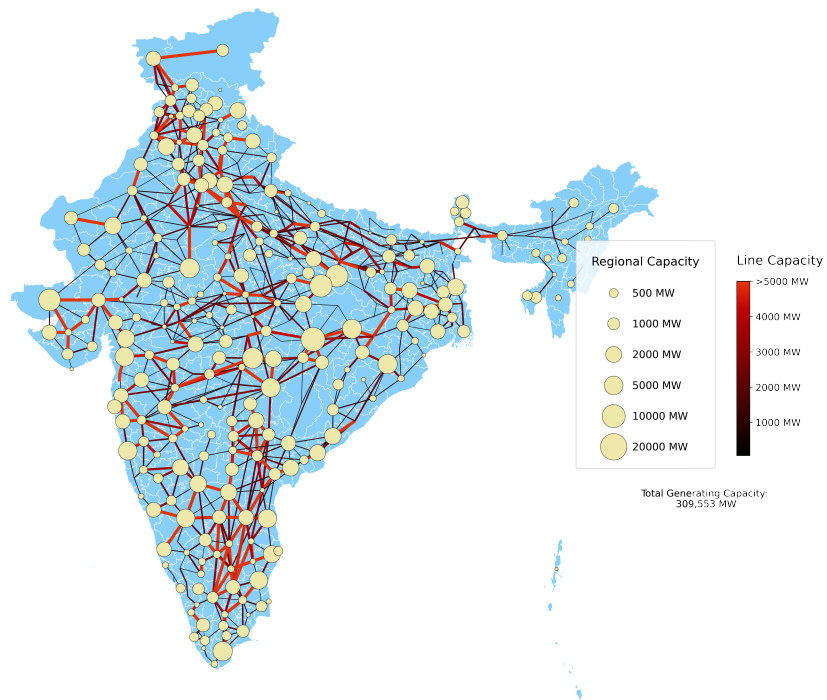 Regional Capacity
500 MW
1000 MW
2000 MW
5000 MW
10000 MW
20000 MW
Line Capacity
>5000 MW
4000 MW
3000 MW
2000 MW
1000 MW
Total Generating Capacity:
309,553 MW